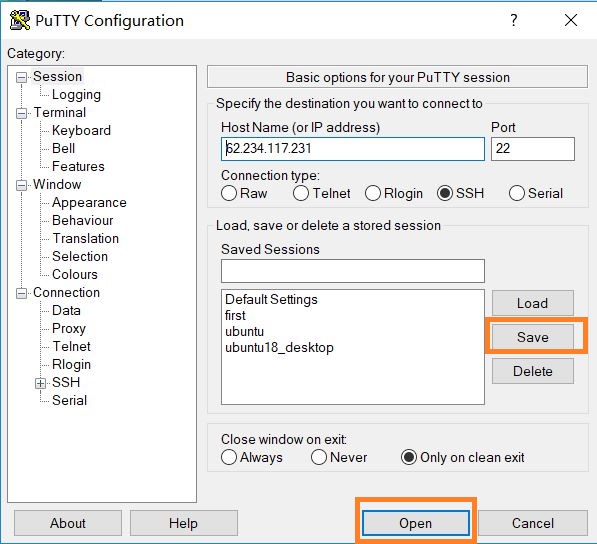 PuTTY Configuration
?
Category:
Session
Logging
Terminal
Keyboard
Bell
Features
Window
Appearance
Behaviour
Translation
Selection
Colours
Connection
Data
Proxy
Telnet
Rlogin
SSH
Serial
Basic options for your PuTTY session
Specify the destination you want to connect to
Host Name (or IP address) Port
62.234.117.231 22
Connection type:
Raw Telnet Rlogin SSH Serial
Load, save or delete a stored session
Saved Sessions
Default Settings
first
ubuntu
ubuntu18_desktop
Load
Save
Delete
Close window on exit:
Always Never Only on clean exit
About Help Open Cancel